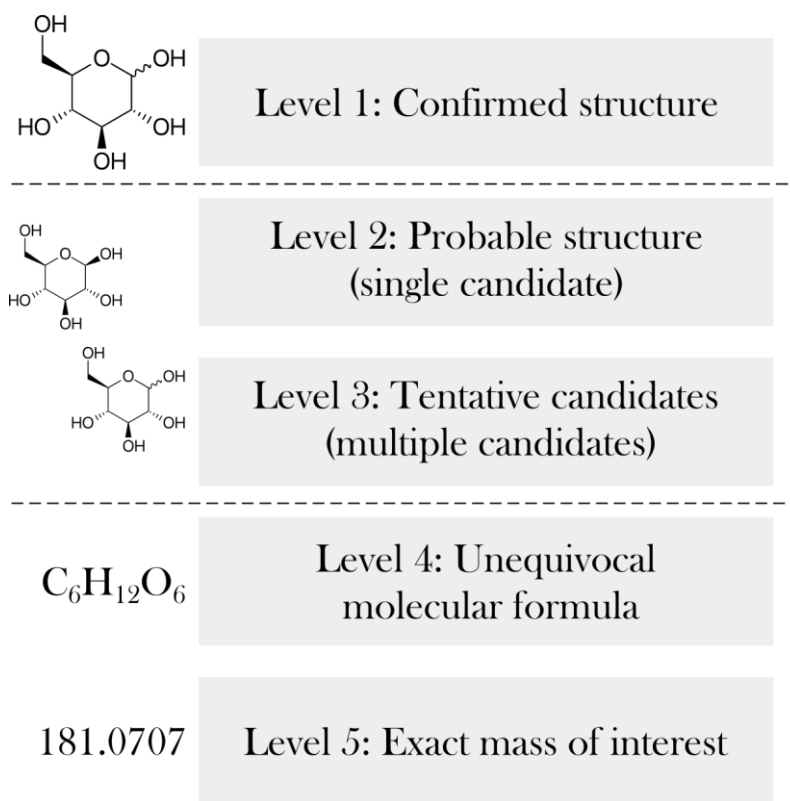 OH
O
OH
HO
OH
OH
Level 1: Confirmed structure
OH
O
OH
HO
OH
OH
Level 2: Probable structure
(single candidate)
OH
O
OH
HO
OH
OH
Level 3: Tentative candidates
(multiple candidates)
C₆H₁₂O₆
Level 4: Unequivocal
molecular formula
181.0707
Level 5: Exact mass of interest